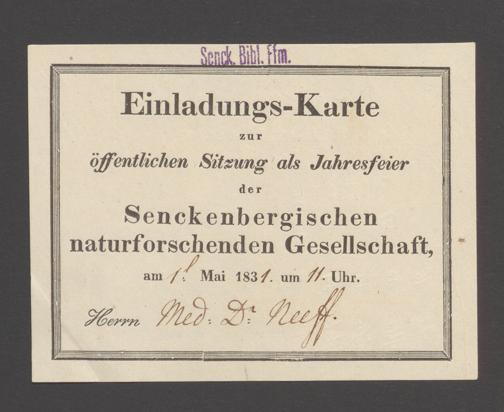 Senck. Bibl. Ffm.
Einladungs-Karte
zur
öffentlichen Sitzung als Jahresfeier
der
Senckenbergischen
naturforschenden Gesellschaft,
am 1t. Mai 1831. um 11. Uhr.
Herrn Med: Dr. Neeff.